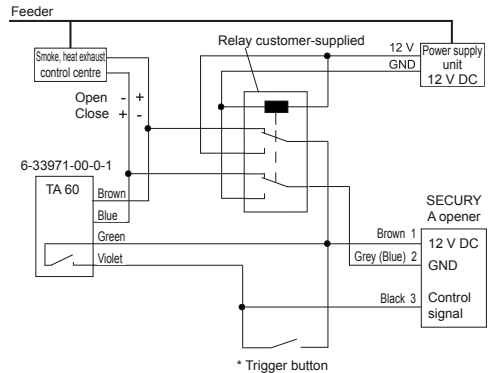 Feeder
Relay customer-supplied
12 V
GND
Power supply
unit
12 V DC
Smoke, heat exhaust
control centre
Open - +
Close + -
6-33971-00-0-1
TA 60
Brown
Blue
Green
Violet
SECURY
A opener
Brown 1
12 V DC
Grey (Blue) 2
GND
Black 3
Control
signal
* Trigger button